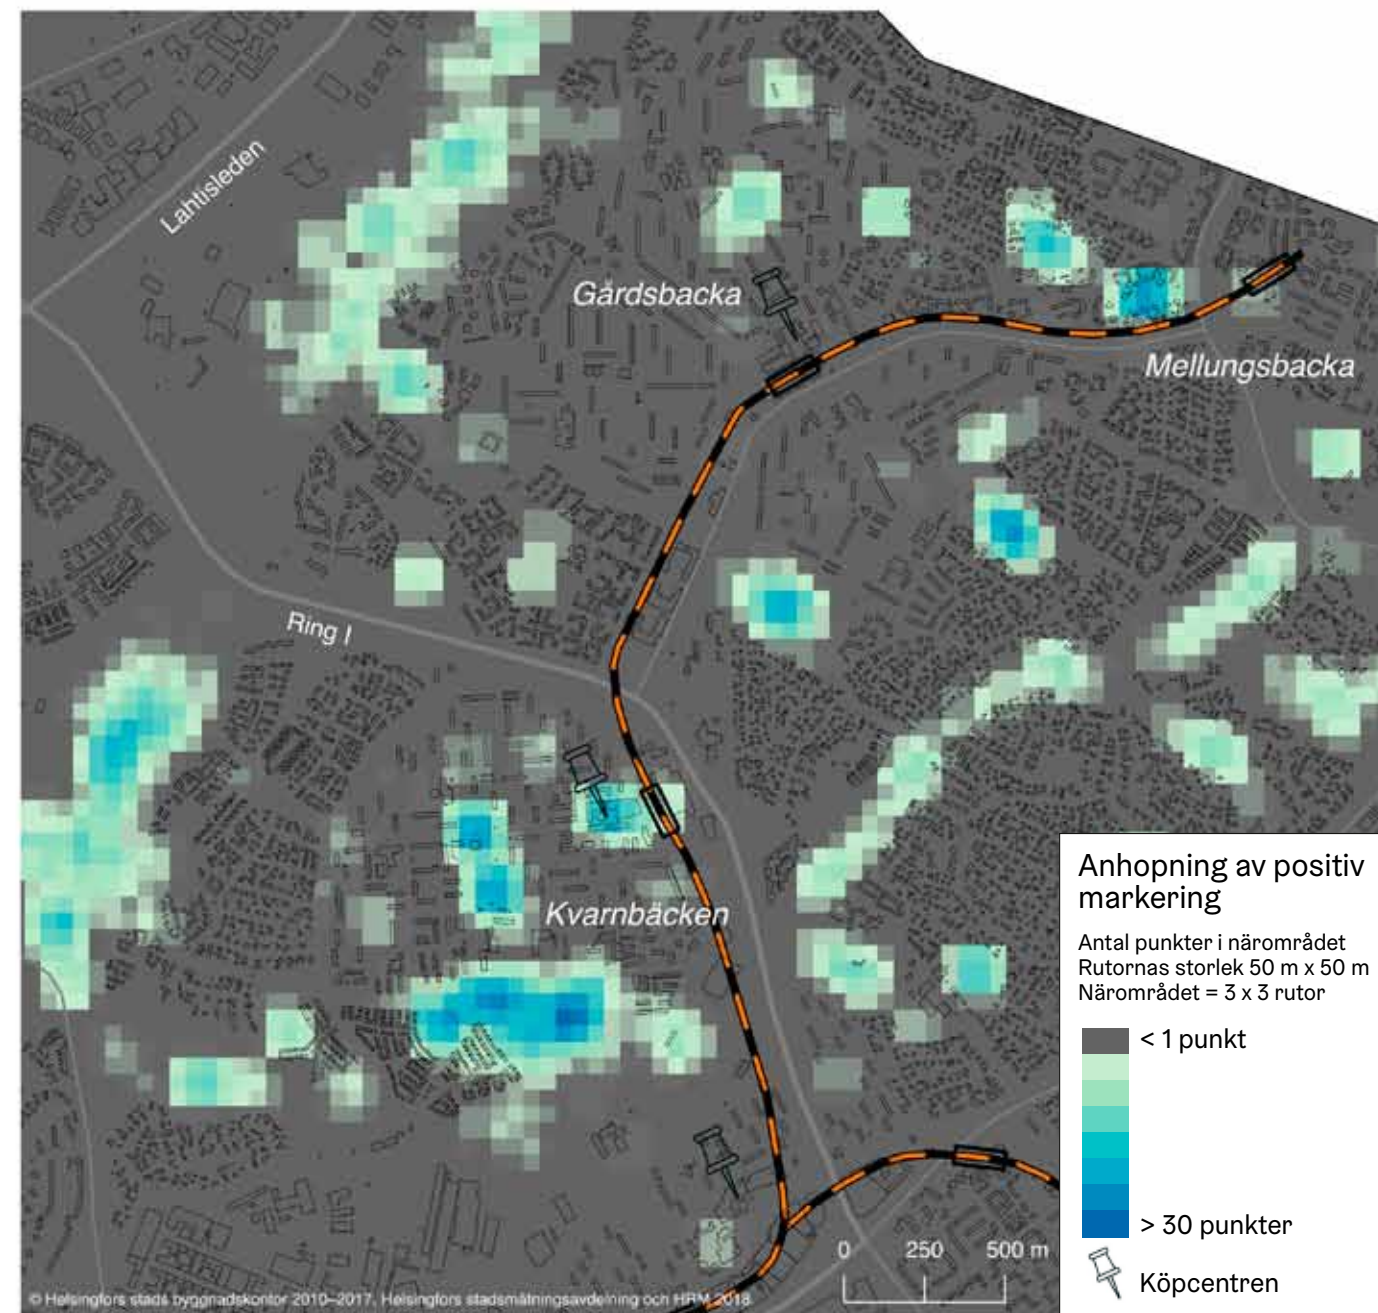 Lahtisleden
Gårdsbacka
Mellungsbacka
Ring I
Kvarnbäcken
Anhopning av positiv
markering
Antal punkter i närområdet
Rutornas storlek 50 m x 50 m
Närområdet = 3 x 3 rutor
< 1 punkt
> 30 punkter
Köpcentren
0 250 500 m
© Helsingfors stads byggnadskontor 2010–2017, Helsingfors stadsmätningsavdelning och HRM 2018